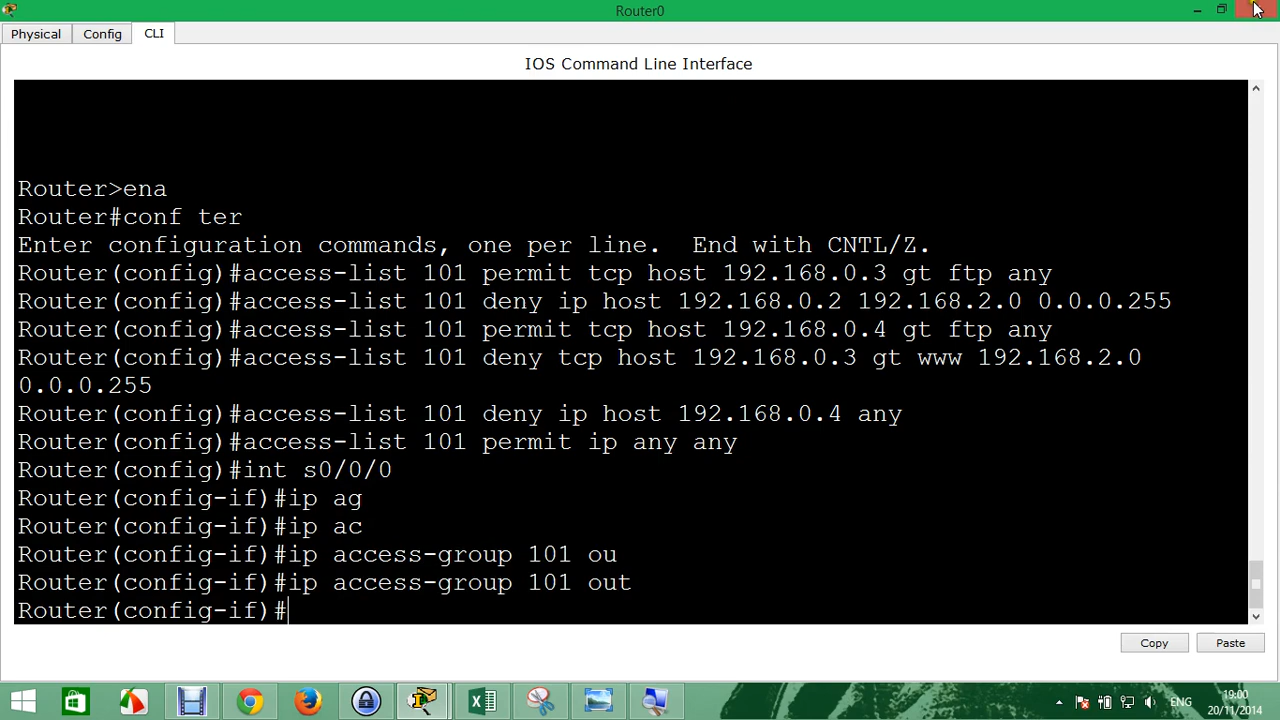 Router0
Physical Config CLI
IOS Command Line Interface
Router>ena
Router#conf ter
Enter configuration commands, one per line.  End with CNTL/Z.
Router(config)#access-list 101 permit tcp host 192.168.0.3 gt ftp any
Router(config)#access-list 101 deny ip host 192.168.0.2 192.168.2.0 0.0.0.255
Router(config)#access-list 101 permit tcp host 192.168.0.4 gt ftp any
Router(config)#access-list 101 deny tcp host 192.168.0.3 gt www 192.168.2.0
0.0.0.255
Router(config)#access-list 101 deny ip host 192.168.0.4 any
Router(config)#access-list 101 permit ip any any
Router(config)#int s0/0/0
Router(config-if)#ip ag
Router(config-if)#ip ac
Router(config-if)#ip access-group 101 ou
Router(config-if)#ip access-group 101 out
Router(config-if)#
Copy Paste
ENG
19:00
20/11/2014